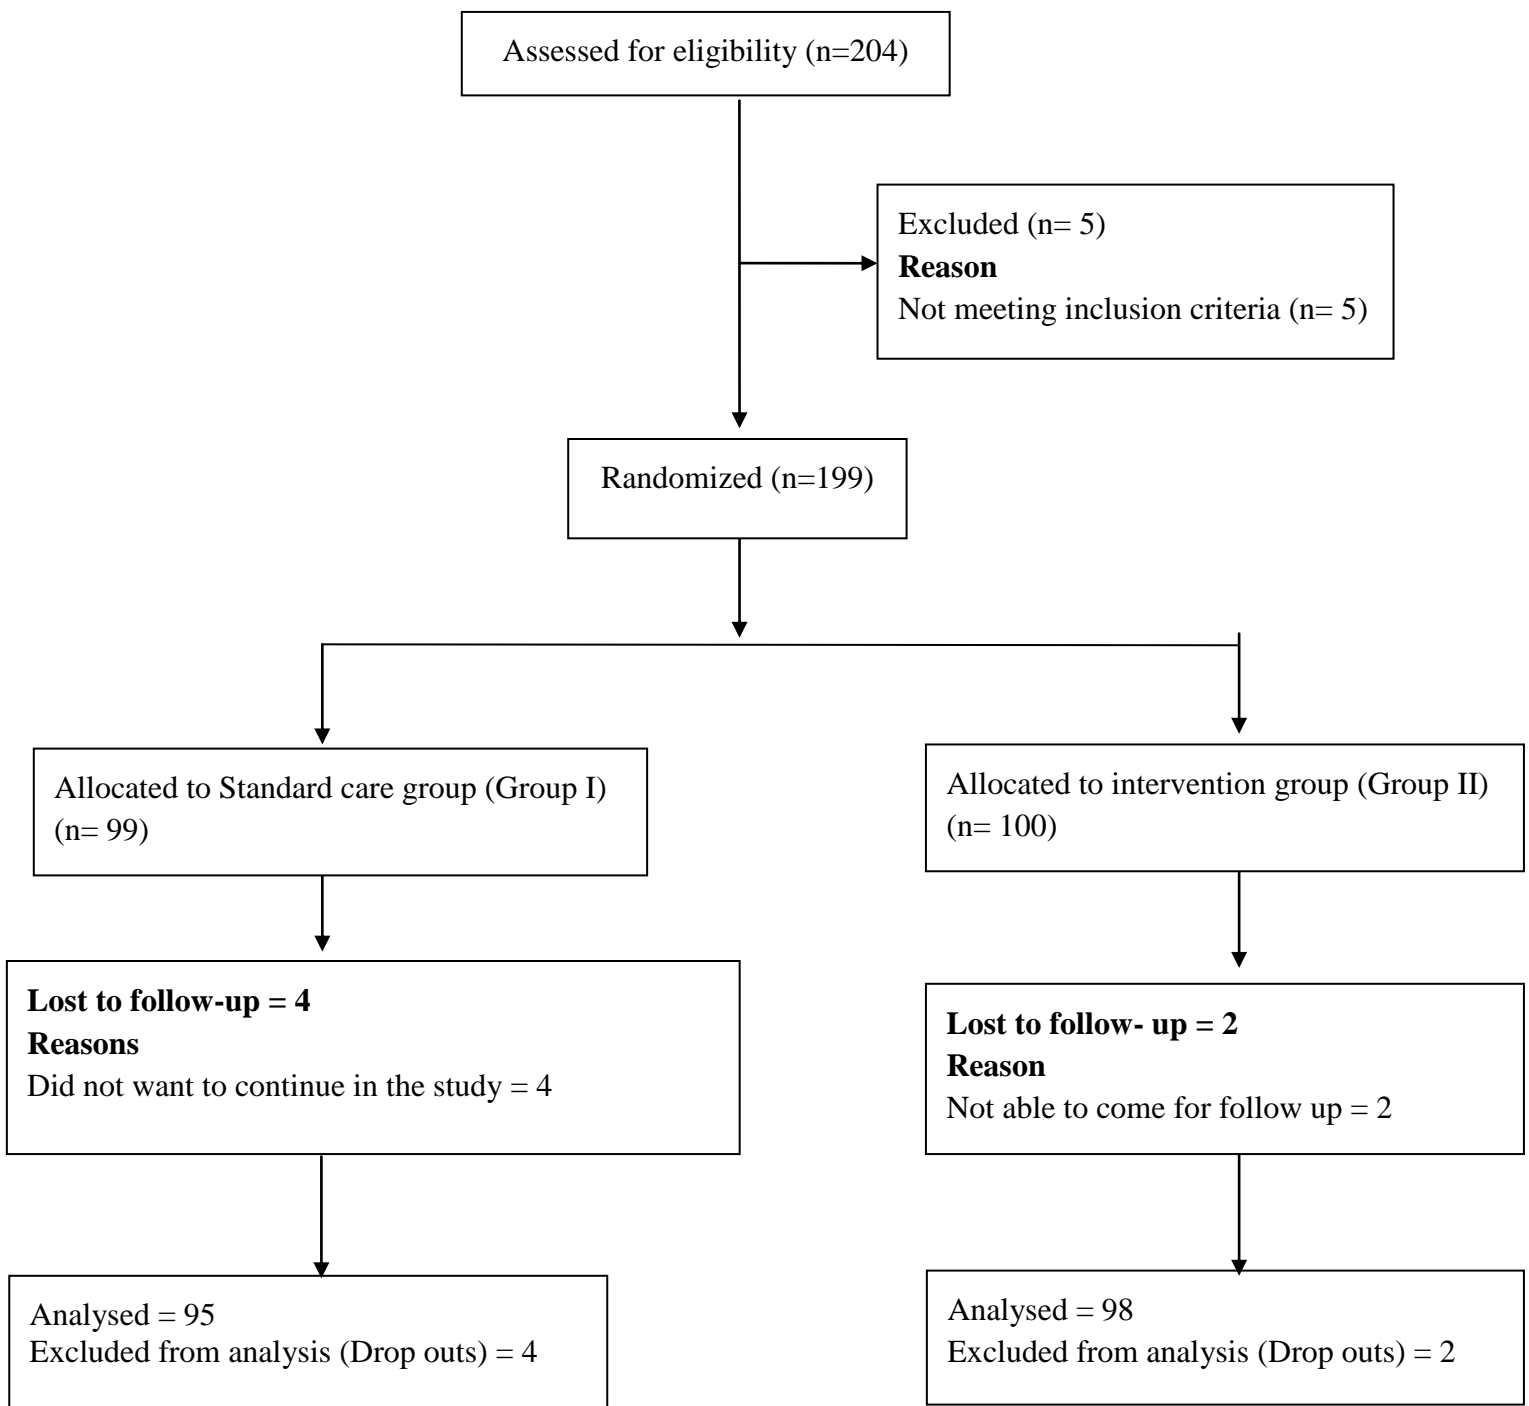 Assessed for eligibility (n=204)
Excluded (n= 5)
Reason
Not meeting inclusion criteria (n= 5)
Randomized (n=199)
Allocated to Standard care group (Group I)
(n= 99)
Allocated to intervention group (Group II)
(n= 100)
Lost to follow-up = 4
Reasons
Did not want to continue in the study = 4
Lost to follow- up = 2
Reason
Not able to come for follow up = 2
Analysed = 95
Excluded from analysis (Drop outs) = 4
Analysed = 98
Excluded from analysis (Drop outs) = 2